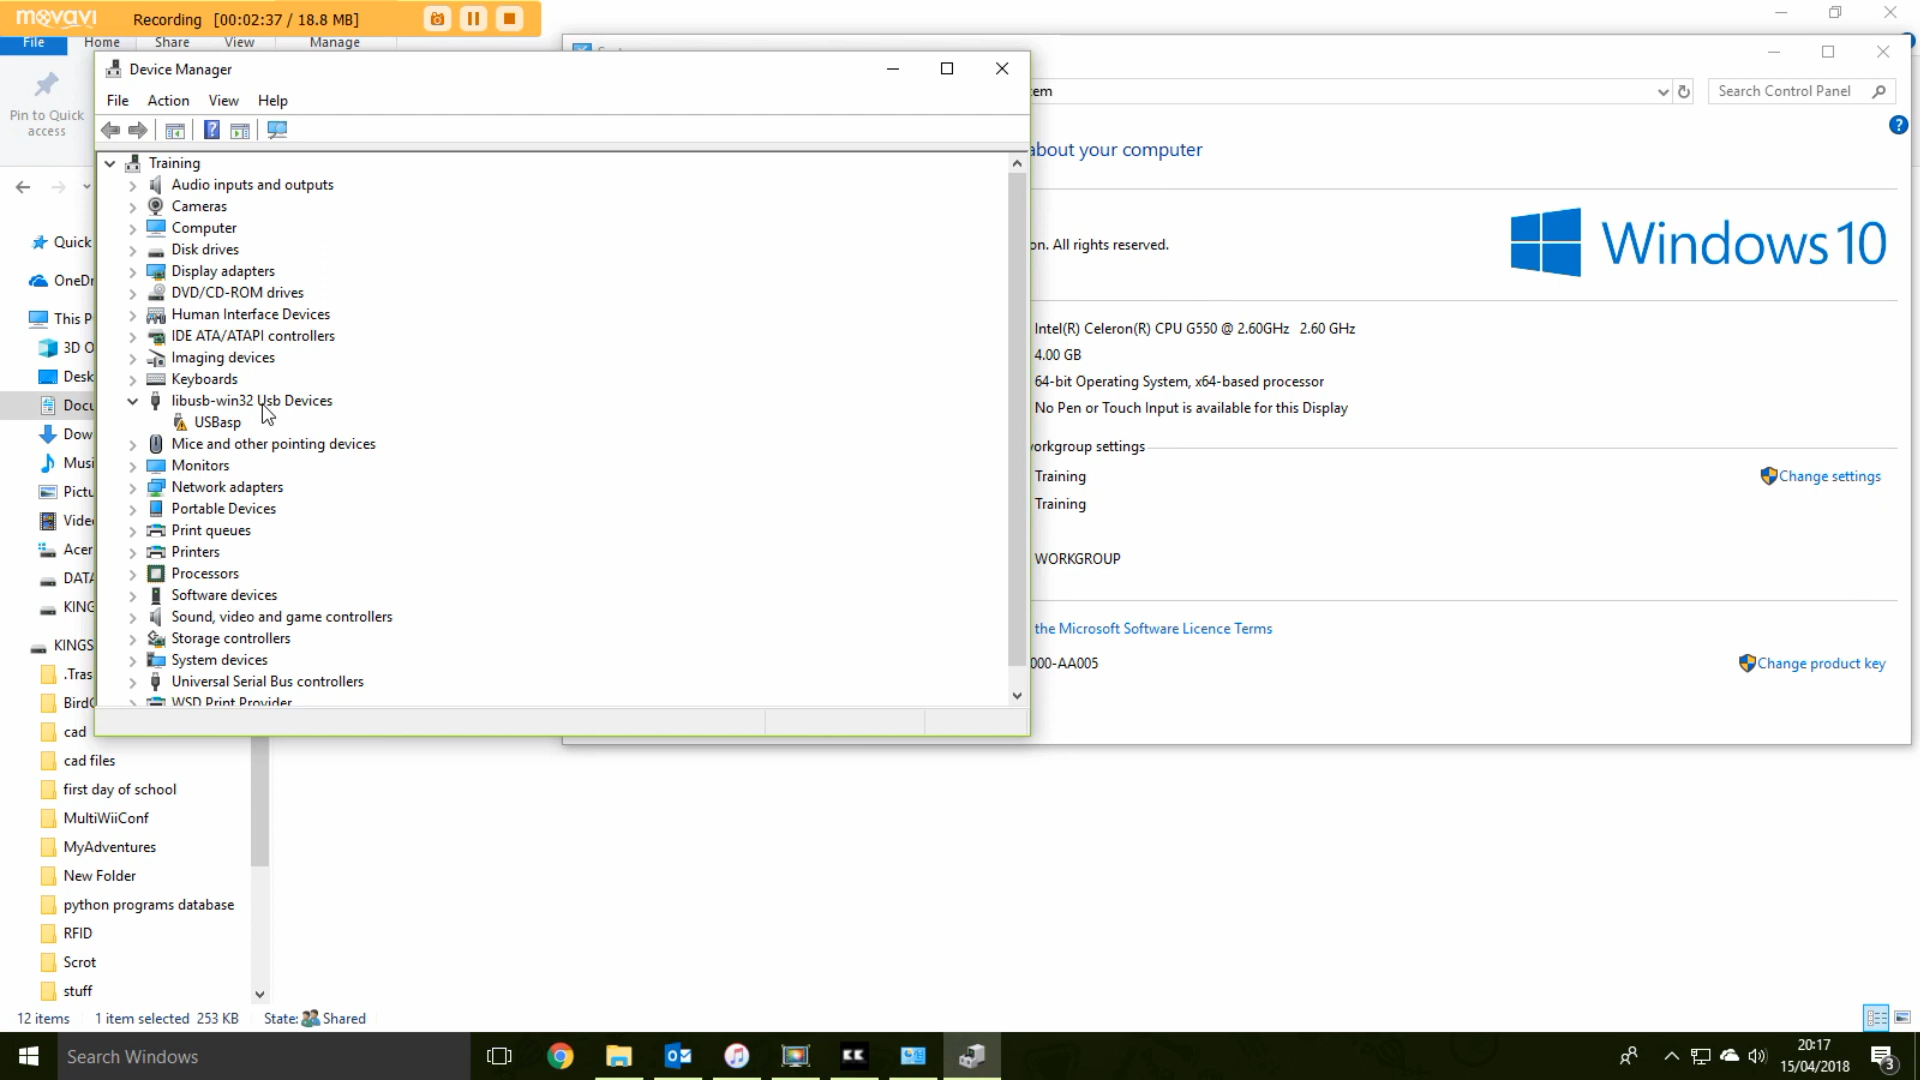 movavi
Recording [00:02:37 / 18.8 MB]
File Home Share View Manage
Pin to Quick
access
Quick
OneDr
This P
3D O
Desk
Docu
Dow
Musi
Pictu
Vide
Acer
DATA
KING
KINGS
.Tras
BirdC
cad
cad files
first day of school
MultiWiiConf
MyAdventures
New Folder
python programs database
RFID
Scrot
stuff
12 items 1 item selected 253 KB State: Shared
Device Manager
File Action View Help
Training
Audio inputs and outputs
Cameras
Computer
Disk drives
Display adapters
DVD/CD-ROM drives
Human Interface Devices
IDE ATA/ATAPI controllers
Imaging devices
Keyboards
libusb-win32 Usb Devices
USBasp
Mice and other pointing devices
Monitors
Network adapters
Portable Devices
Print queues
Printers
Processors
Software devices
Sound, video and game controllers
Storage controllers
System devices
Universal Serial Bus controllers
WSD Print Provider
tem
Search Control Panel
about your computer
on. All rights reserved.
Windows 10
Intel(R) Celeron(R) CPU G550 @ 2.60GHz 2.60 GHz
4.00 GB
64-bit Operating System, x64-based processor
No Pen or Touch Input is available for this Display
workgroup settings
Training
Change settings
Training
WORKGROUP
the Microsoft Software Licence Terms
000-AA005
Change product key
Search Windows
20:17
15/04/2018
3